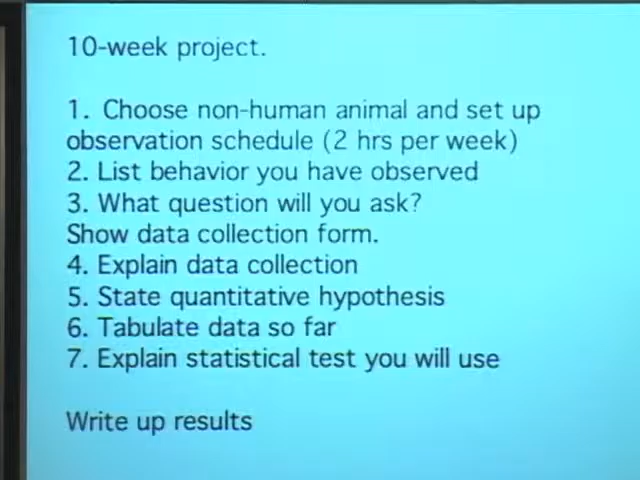 10-week project.
1. Choose non-human animal and set up
observation schedule (2 hrs per week)
2. List behavior you have observed
3. What question will you ask?
Show data collection form.
4. Explain data collection
5. State quantitative hypothesis
6. Tabulate data so far
7. Explain statistical test you will use
Write up results